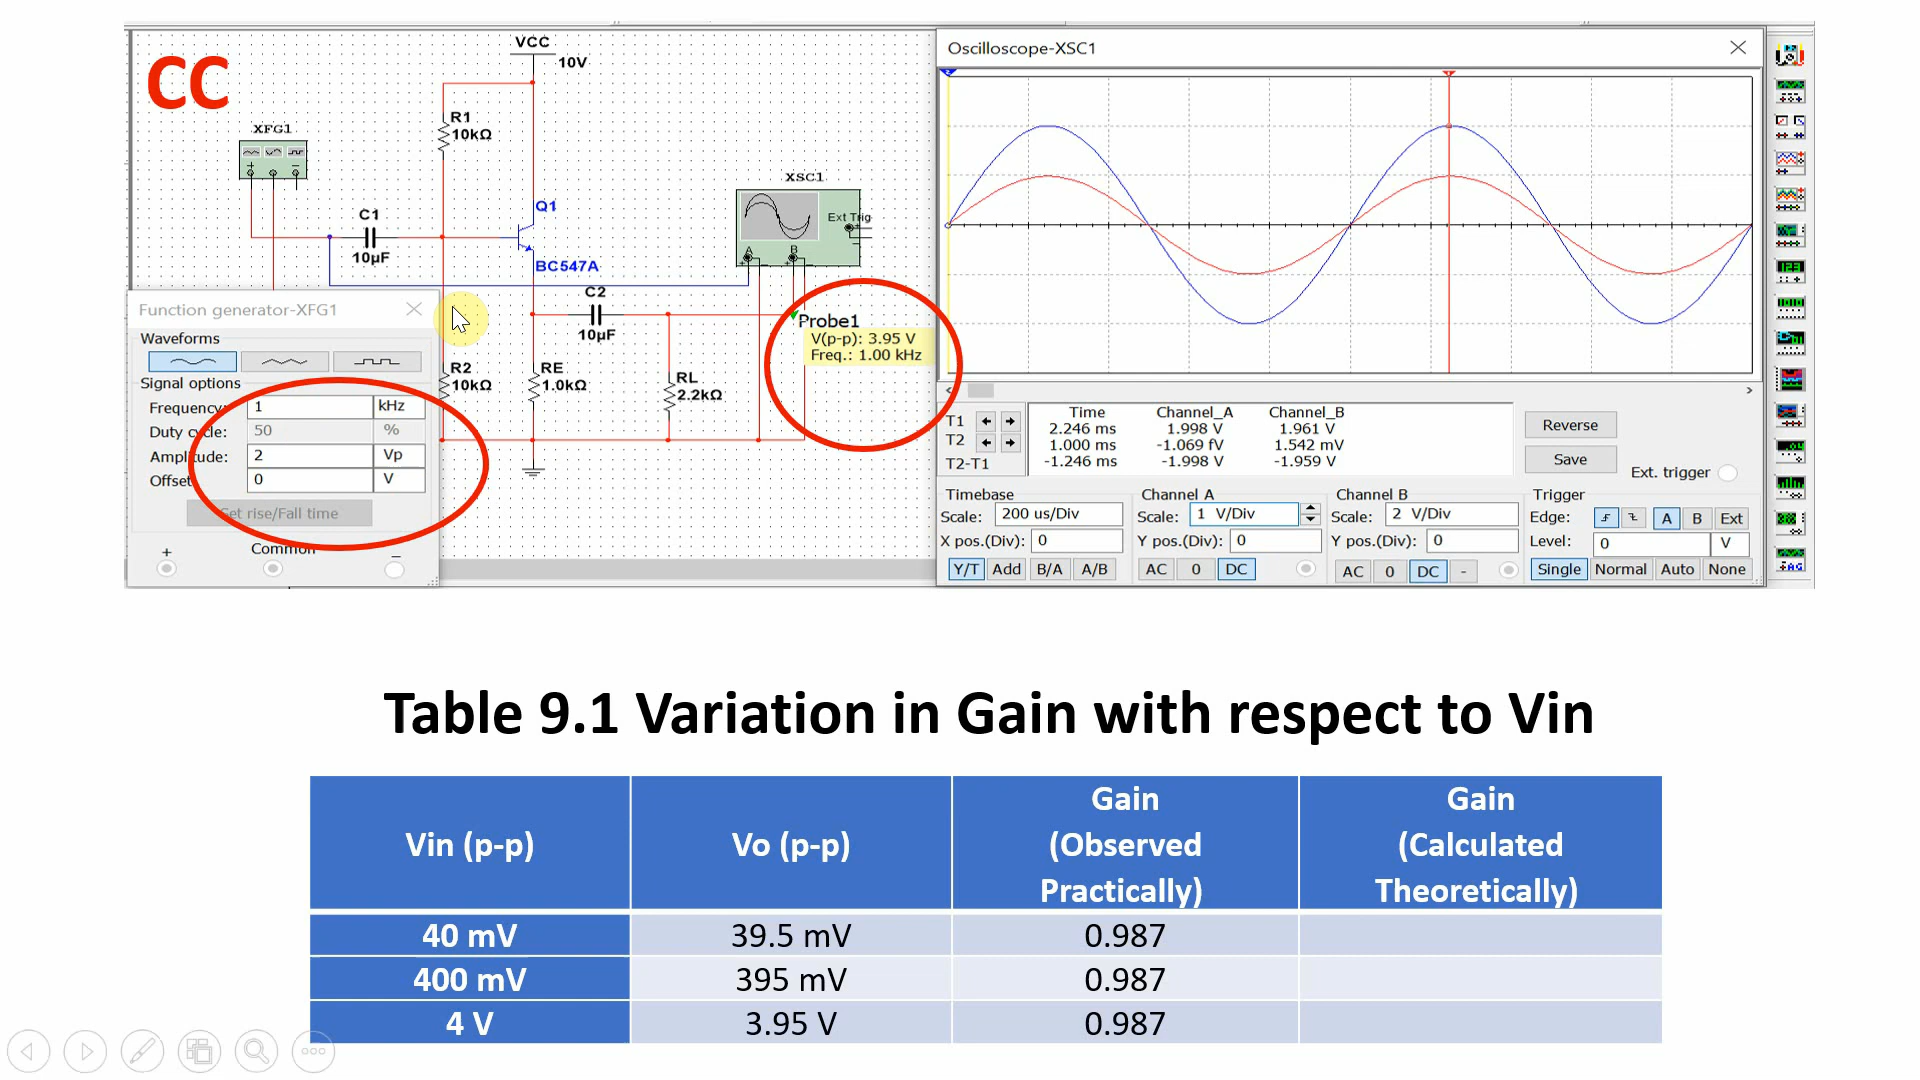 CC
VCC
10V
R1
10kΩ
XFG1
XSC1
Ext Trig
A
B
Q1
C1
10µF
BC547A
C2
10µF
Probe1
V(p-p): 3.95 V
Freq.: 1.00 kHz
R2
10kΩ
RE
1.0kΩ
RL
2.2kΩ
Function generator-XFG1
Waveforms
Signal options
Frequency: 1 kHz
Duty cycle: 50 %
Amplitude: 2 Vp
Offset: 0 V
Set rise/Fall time
+ Common −
Oscilloscope-XSC1
Time Channel_A Channel_B
T1 2.246 ms 1.998 V 1.961 V
T2 1.000 ms -1.069 fV 1.542 mV
T2-T1 -1.246 ms -1.998 V -1.959 V
Reverse
Save
Ext. trigger
Timebase Channel A Channel B Trigger
Scale: 200 us/Div Scale: 1 V/Div Scale: 2 V/Div Edge: A B Ext
X pos.(Div): 0 Y pos.(Div): 0 Y pos.(Div): 0 Level: 0 V
Y/T Add B/A A/B AC 0 DC AC 0 DC - Single Normal Auto None
Table 9.1 Variation in Gain with respect to Vin
Vin (p-p) Vo (p-p) Gain (Observed Practically) Gain (Calculated Theoretically)
40 mV 39.5 mV 0.987
400 mV 395 mV 0.987
4 V 3.95 V 0.987